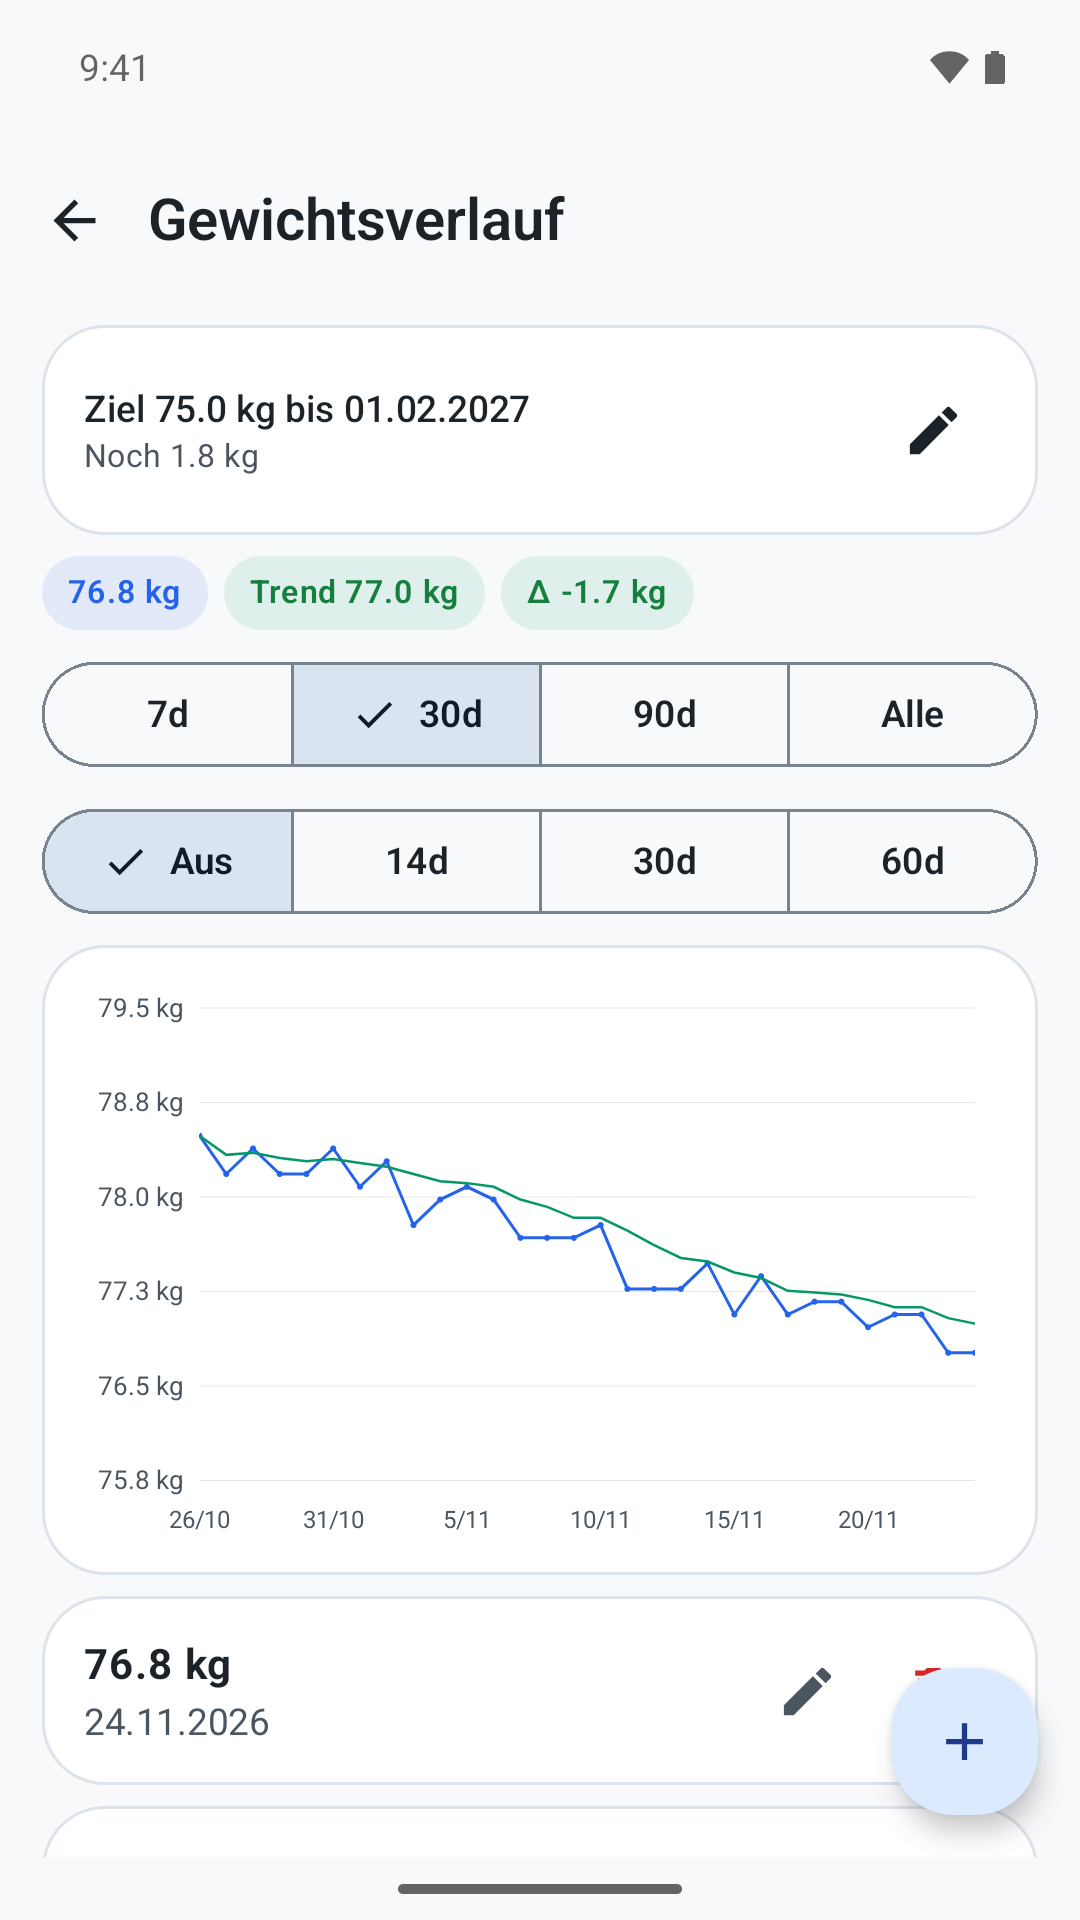 9:41
Gewichtsverlauf
Ziel 75.0 kg bis 01.02.2027
Noch 1.8 kg
76.8 kg Trend 77.0 kg Δ -1.7 kg
7d 30d 90d Alle
Aus 14d 30d 60d
79.5 kg
78.8 kg
78.0 kg
77.3 kg
76.5 kg
75.8 kg
26/10 31/10 5/11 10/11 15/11 20/11
76.8 kg
24.11.2026